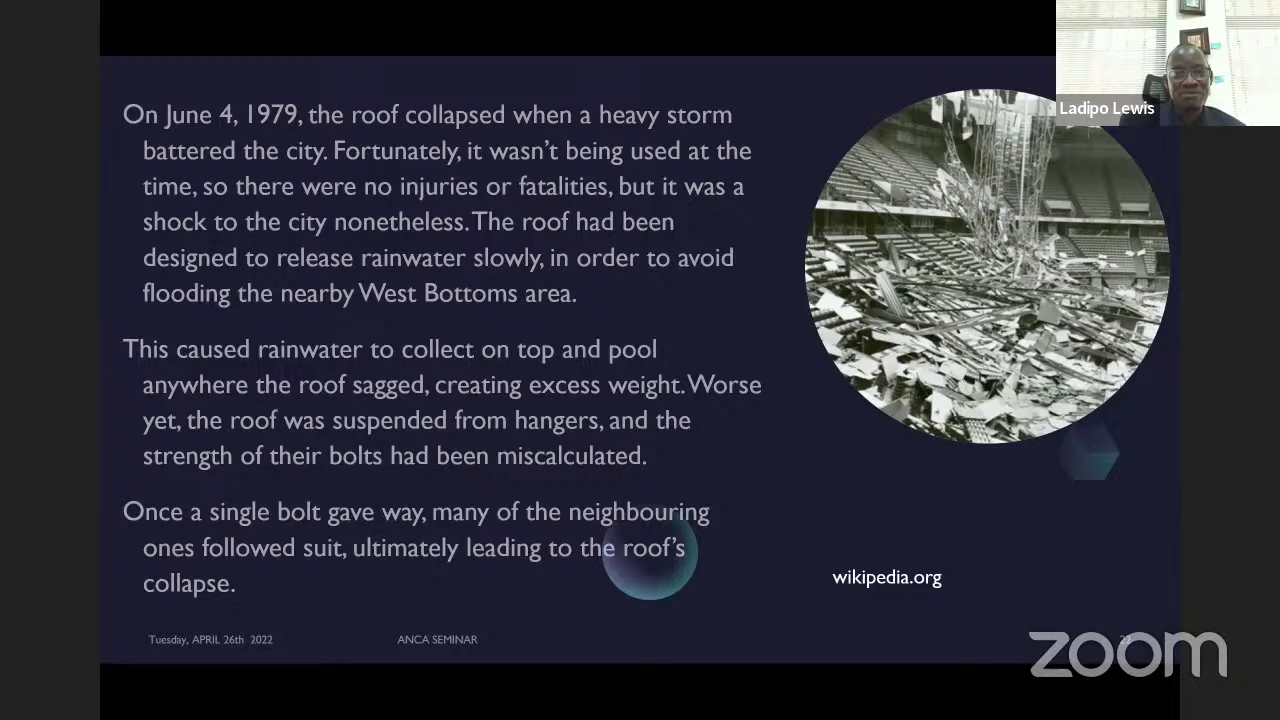 Ladipo Lewis
On June 4, 1979, the roof collapsed when a heavy storm
battered the city. Fortunately, it wasn't being used at the
time, so there were no injuries or fatalities, but it was a
shock to the city nonetheless. The roof had been
designed to release rainwater slowly, in order to avoid
flooding the nearby West Bottoms area.
This caused rainwater to collect on top and pool
anywhere the roof sagged, creating excess weight. Worse
yet, the roof was suspended from hangers, and the
strength of their bolts had been miscalculated.
Once a single bolt gave way, many of the neighbouring
ones followed suit, ultimately leading to the roof's
collapse.
wikipedia.org
Tuesday, APRIL 26th 2022
ANCA SEMINAR
zoom